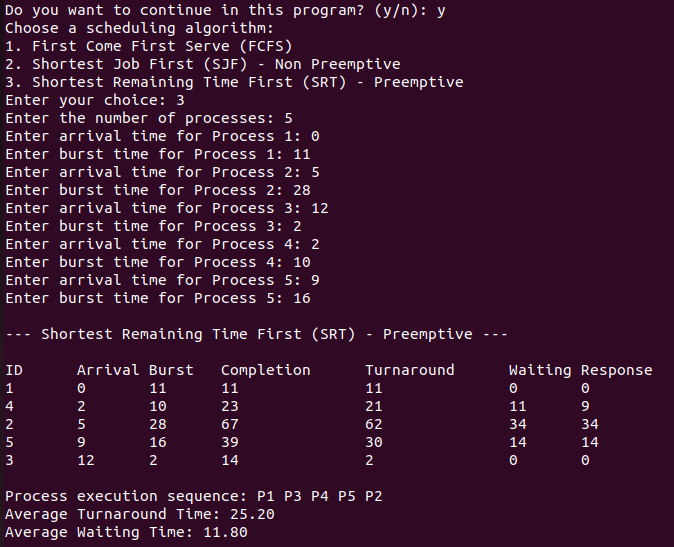 Do you want to continue in this program? (y/n): y
Choose a scheduling algorithm:
1. First Come First Serve (FCFS)
2. Shortest Job First (SJF) - Non Preemptive
3. Shortest Remaining Time First (SRT) - Preemptive
Enter your choice: 3
Enter the number of processes: 5
Enter arrival time for Process 1: 0
Enter burst time for Process 1: 11
Enter arrival time for Process 2: 5
Enter burst time for Process 2: 28
Enter arrival time for Process 3: 12
Enter burst time for Process 3: 2
Enter arrival time for Process 4: 2
Enter burst time for Process 4: 10
Enter arrival time for Process 5: 9
Enter burst time for Process 5: 16
--- Shortest Remaining Time First (SRT) - Preemptive ---
ID Arrival Burst Completion Turnaround Waiting Response
1 0 11 11 11 0 0
4 2 10 23 21 11 9
2 5 28 67 62 34 34
5 9 16 39 30 14 14
3 12 2 14 2 0 0
Process execution sequence: P1 P3 P4 P5 P2
Average Turnaround Time: 25.20
Average Waiting Time: 11.80